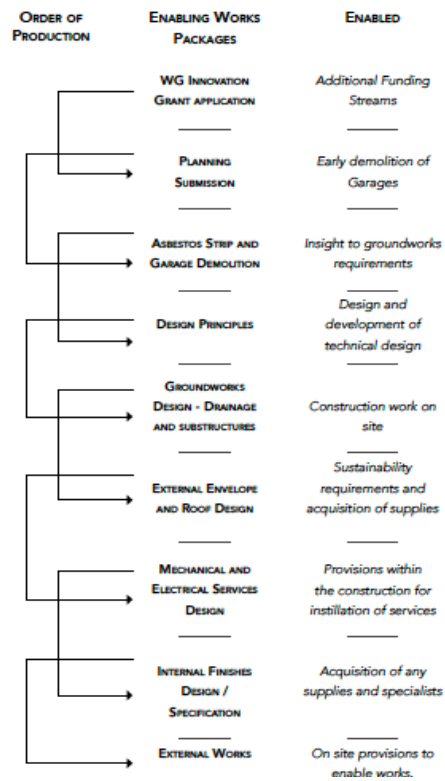 ORDER OF PRODUCTION
ENABLING WORKS PACKAGES
ENABLED
WG INNOVATION
GRANT APPLICATION
Additional Funding
Streams
PLANNING
SUBMISSION
Early demolition of
Garages
ASBESTOS STRIP AND
GARAGE DEMOLITION
Insight to groundworks
requirements
DESIGN PRINCIPLES
Design and
development of
technical design
GROUNDWORKS
DESIGN - DRAINAGE
AND SUBSTRUCTURES
Construction work on
site
EXTERNAL ENVELOPE
AND ROOF DESIGN
Sustainability
requirements and
acquisition of supplies
MECHANICAL AND
ELECTRICAL SERVICES
DESIGN
Provisions within
the construction for
instillation of services
INTERNAL FINISHES
DESIGN /
SPECIFICATION
Acquisition of any
supplies and specialists
EXTERNAL WORKS
On site provisions to
enable works.